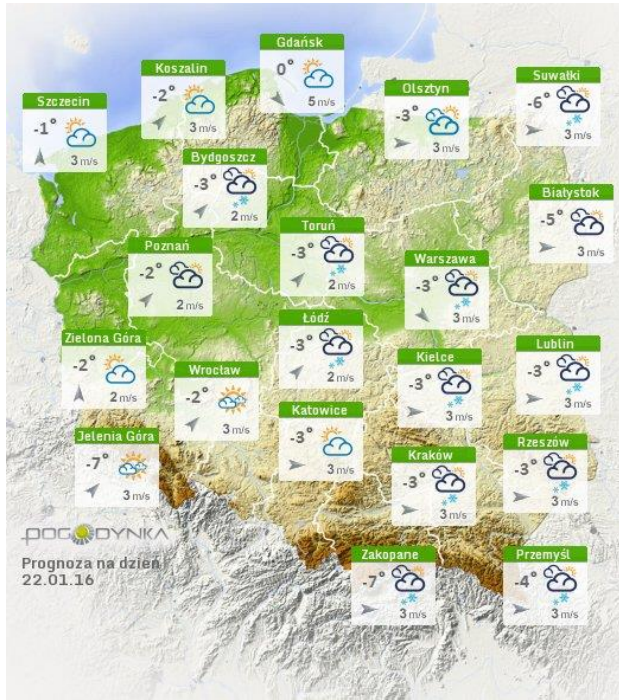 Gdańsk
0°
5 m/s
Koszalin
-2°
3 m/s
Szczecin
-1°
3 m/s
Olsztyn
-3°
3 m/s
Suwałki
-6°
3 m/s
Bydgoszcz
-3°
2 m/s
Białystok
-5°
3 m/s
Toruń
-3°
2 m/s
Poznań
-2°
2 m/s
Warszawa
-3°
3 m/s
Łódź
-3°
2 m/s
Zielona Góra
-2°
2 m/s
Lublin
-3°
3 m/s
Kielce
-3°
3 m/s
Wrocław
-2°
3 m/s
Katowice
-3°
3 m/s
Jelenia Góra
-7°
3 m/s
Rzeszów
-3°
3 m/s
Kraków
-3°
3 m/s
POGODYNKA
Prognoza na dzień
22.01.16
Zakopane
-7°
3 m/s
Przemyśl
-4°
3 m/s